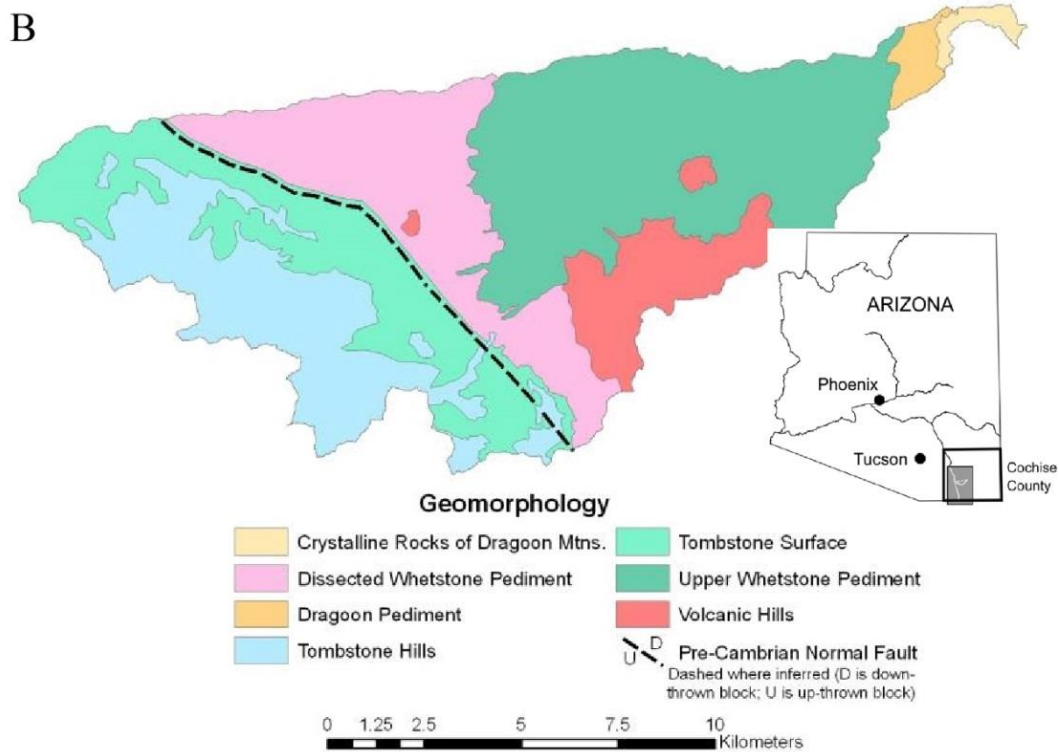 B
ARIZONA
Phoenix
Tucson
Cochise
County
Geomorphology
Crystalline Rocks of Dragoon Mtns.
Tombstone Surface
Dissected Whetstone Pediment
Upper Whetstone Pediment
Dragoon Pediment
Volcanic Hills
Tombstone Hills
D
U
Pre-Cambrian Normal Fault
Dashed where inferred (D is down-
thrown block; U is up-thrown block)
0 1.25 2.5 5 7.5 10
Kilometers